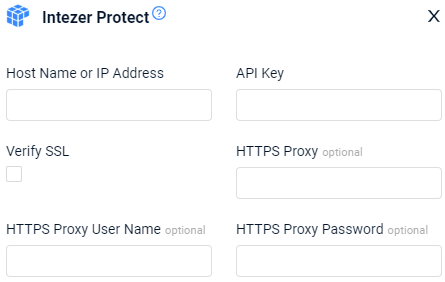 Intezer Protect ?
X
Host Name or IP Address
API Key
Verify SSL
HTTPS Proxy optional
HTTPS Proxy User Name optional
HTTPS Proxy Password optional